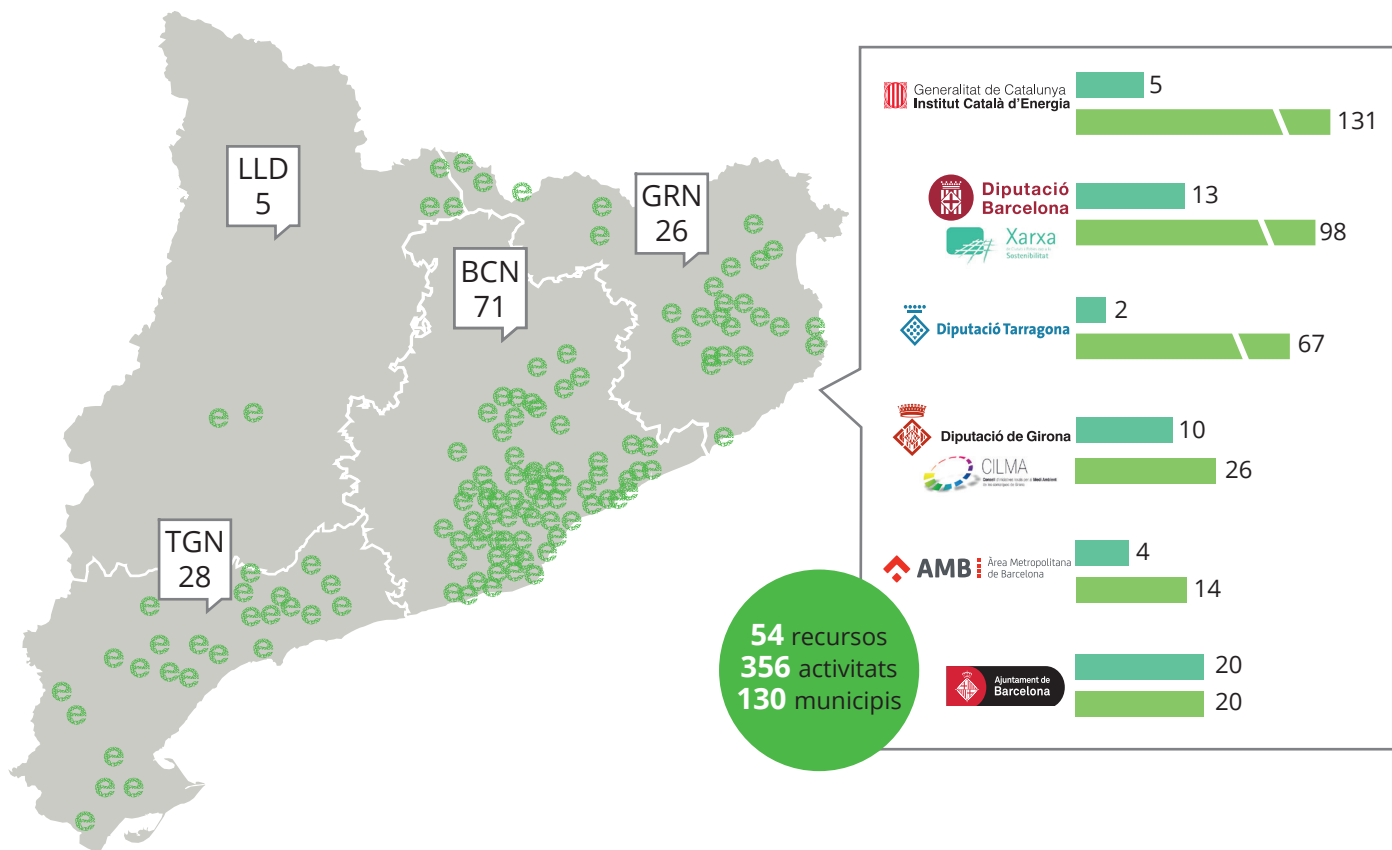 LLD
5
GRN
26
BCN
71
TGN
28
54 recursos
356 activitats
130 municipis
Generalitat de Catalunya
Institut Català d'Energia
5
131
Diputació
Barcelona
Xarxa
Sostenibilitat
13
98
Diputació Tarragona
2
67
Diputació de Girona
CILMA
10
26
AMB
Àrea Metropolitana
de Barcelona
4
14
Ajuntament de
Barcelona
20
20